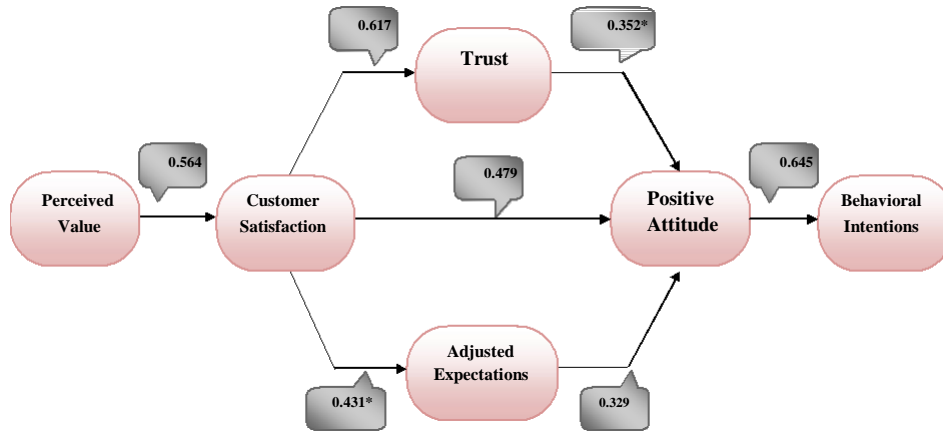 0.617
0.352*
Trust
0.564
0.479
0.645
Perceived
Value
Customer
Satisfaction
Positive
Attitude
Behavioral
Intentions
Adjusted
Expectations
0.431*
0.329